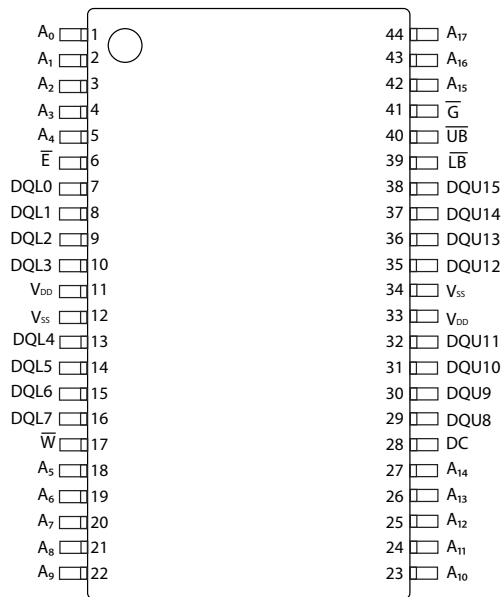 A0 1 44 A17
A1 2 43 A16
A2 3 42 A15
A3 4 41 G̅
A4 5 40 U̅B̅
E̅ 6 39 L̅B̅
DQL0 7 38 DQU15
DQL1 8 37 DQU14
DQL2 9 36 DQU13
DQL3 10 35 DQU12
VDD 11 34 VSS
VSS 12 33 VDD
DQL4 13 32 DQU11
DQL5 14 31 DQU10
DQL6 15 30 DQU9
DQL7 16 29 DQU8
W̅ 17 28 DC
A5 18 27 A14
A6 19 26 A13
A7 20 25 A12
A8 21 24 A11
A9 22 23 A10